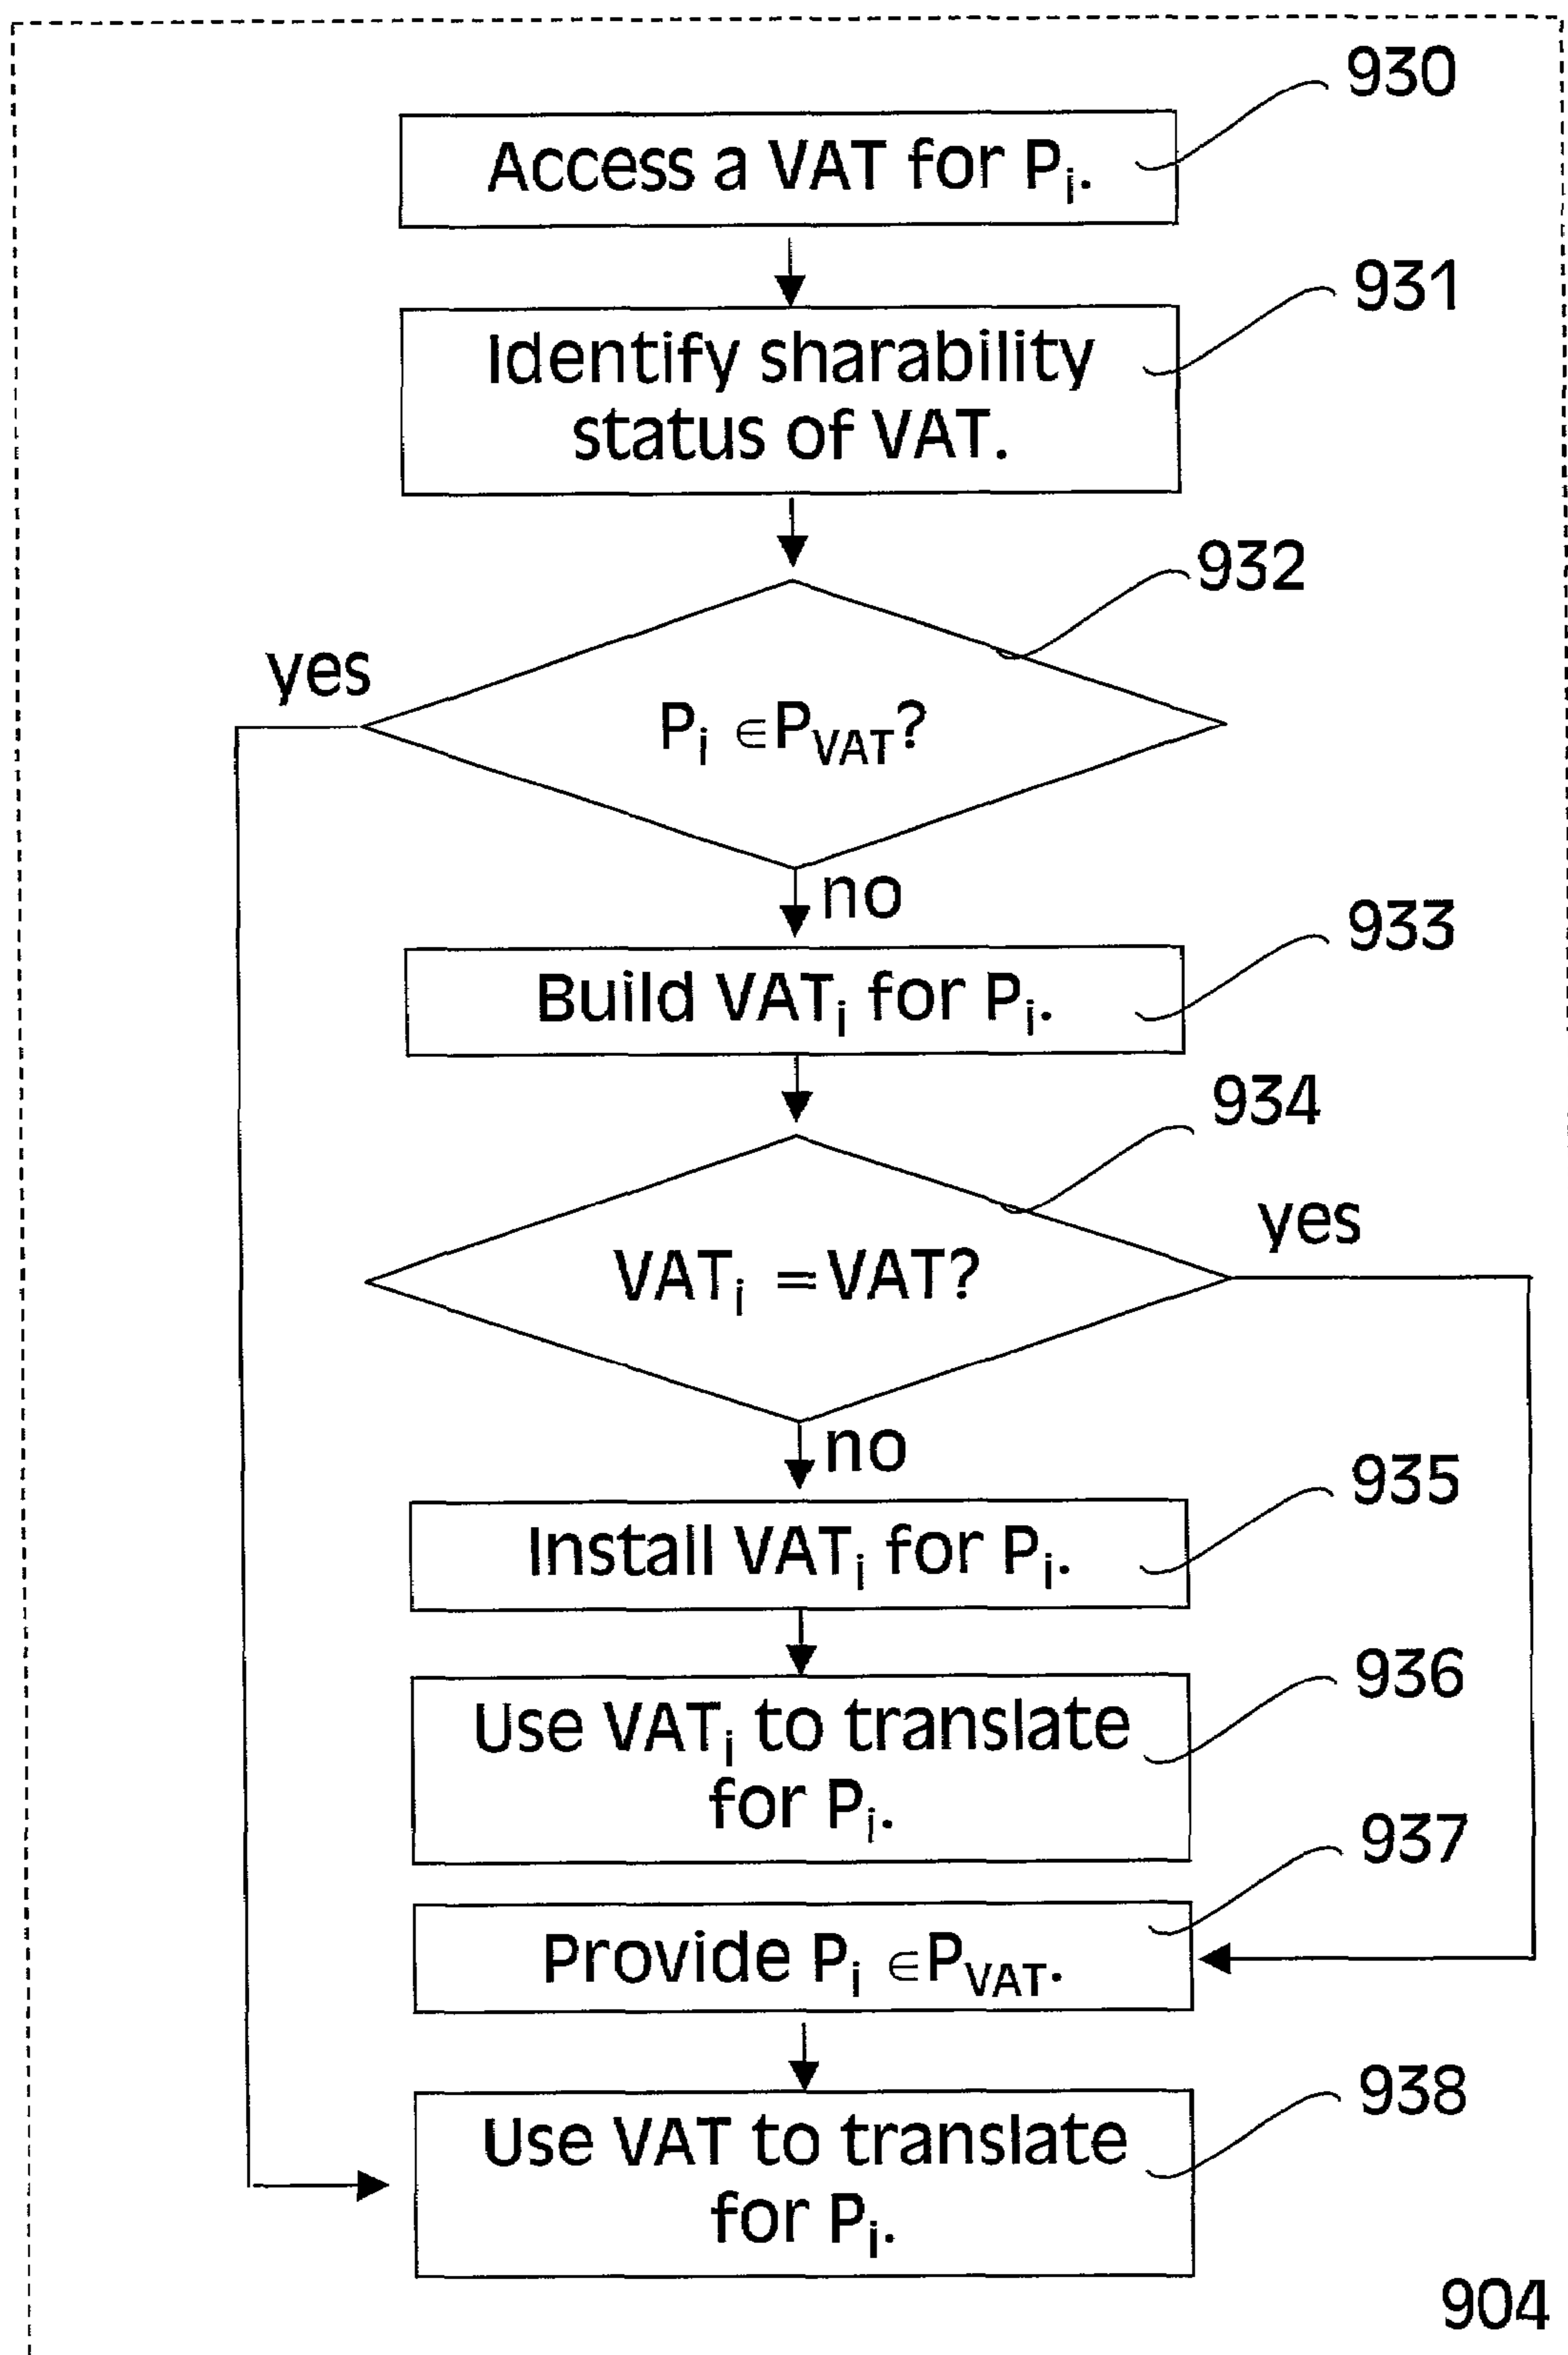 930
Access a VAT for Pi.
931
Identify sharability
status of VAT.
932
yes
Pi ∈PVAT?
no
933
Build VATi for Pi.
934
yes
VATi =VAT?
no
935
Install VATi for Pi.
936
Use VATi to translate
for Pi.
937
Provide Pi ∈PVAT.
938
Use VAT to translate
for Pi.
904